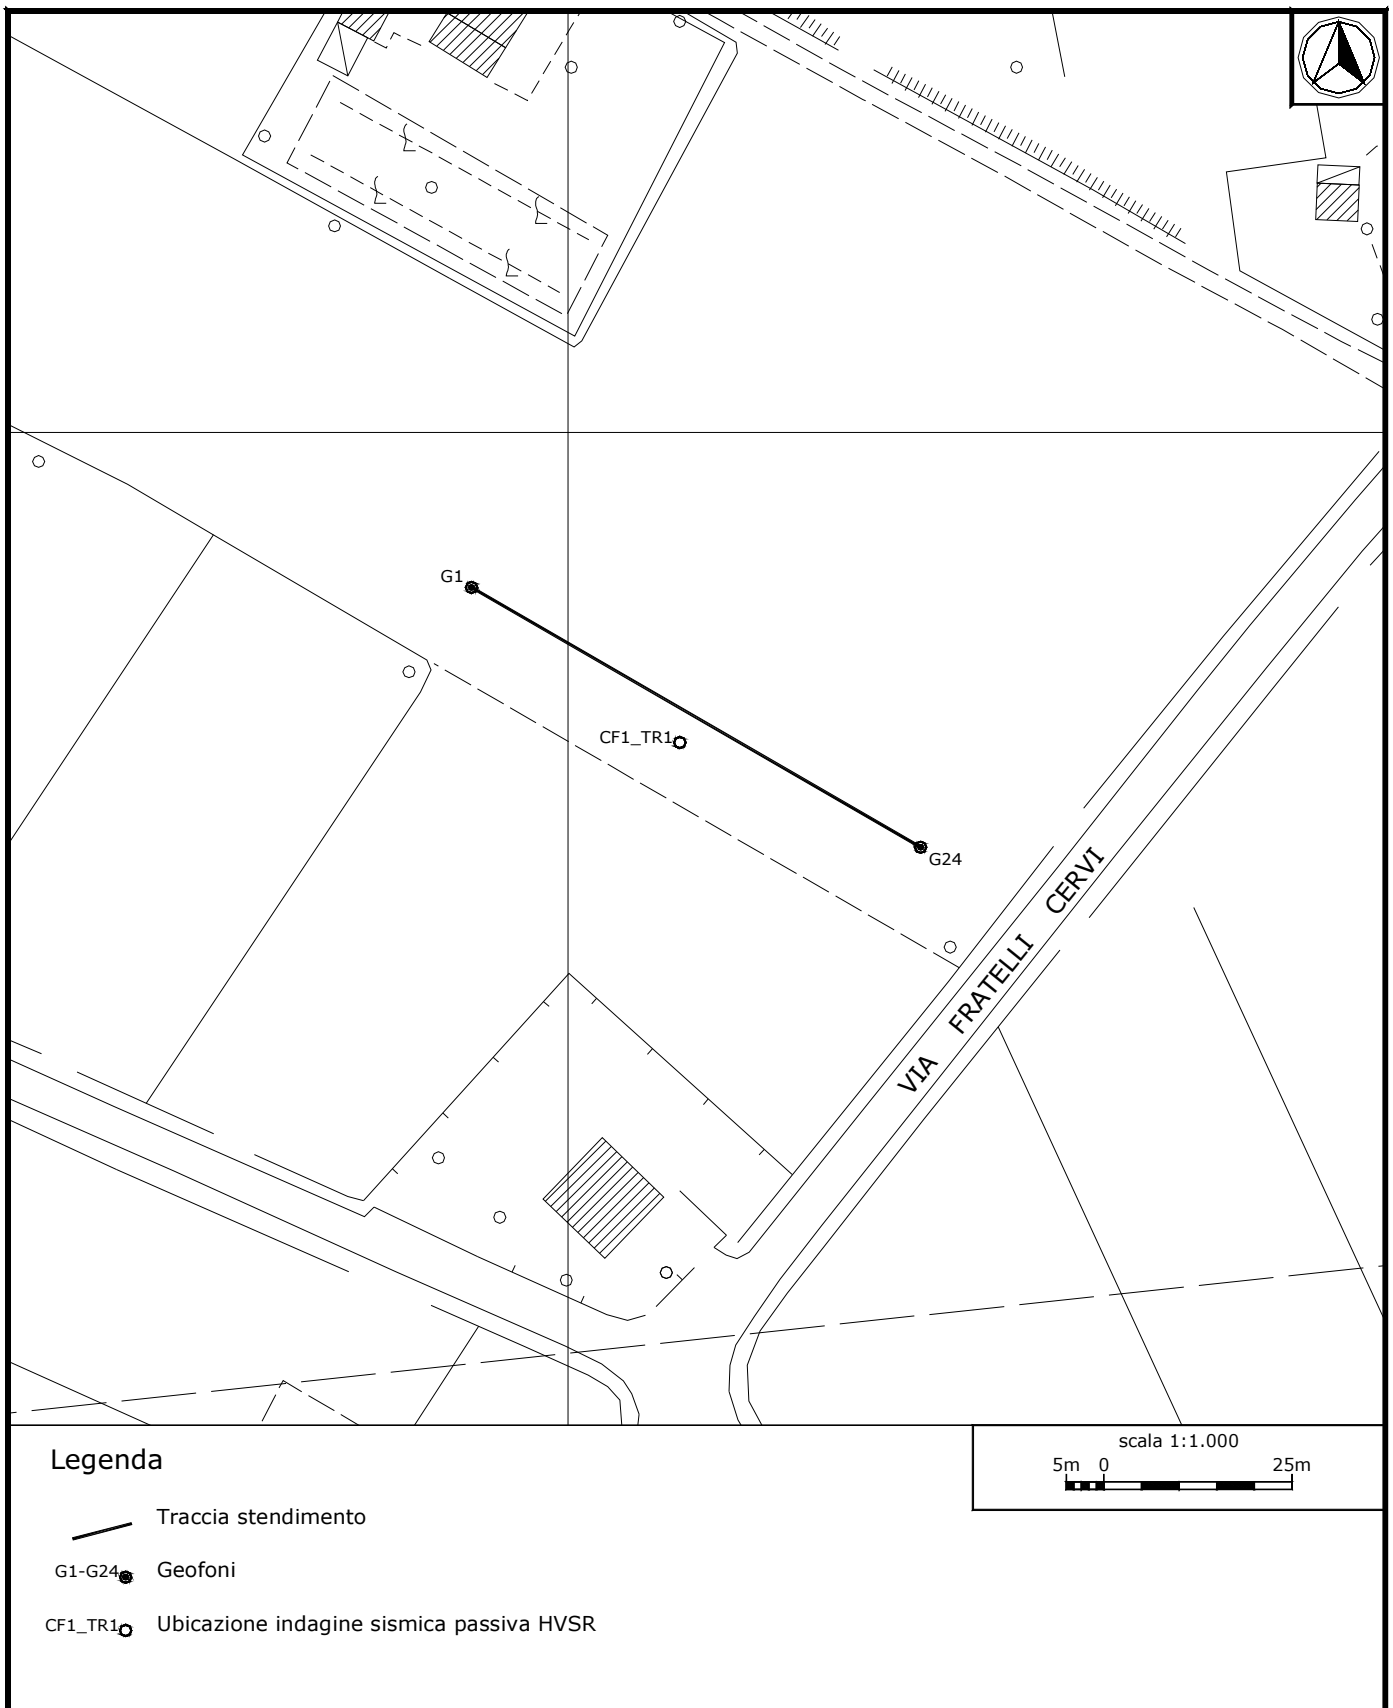 G1
CF1_TR1
G24
VIA FRATELLI CERVI
Legenda
Traccia stendimento
G1-G24
Geofoni
CF1_TR1
Ubicazione indagine sismica passiva HVSR
scala 1:1.000
5m 0 25m